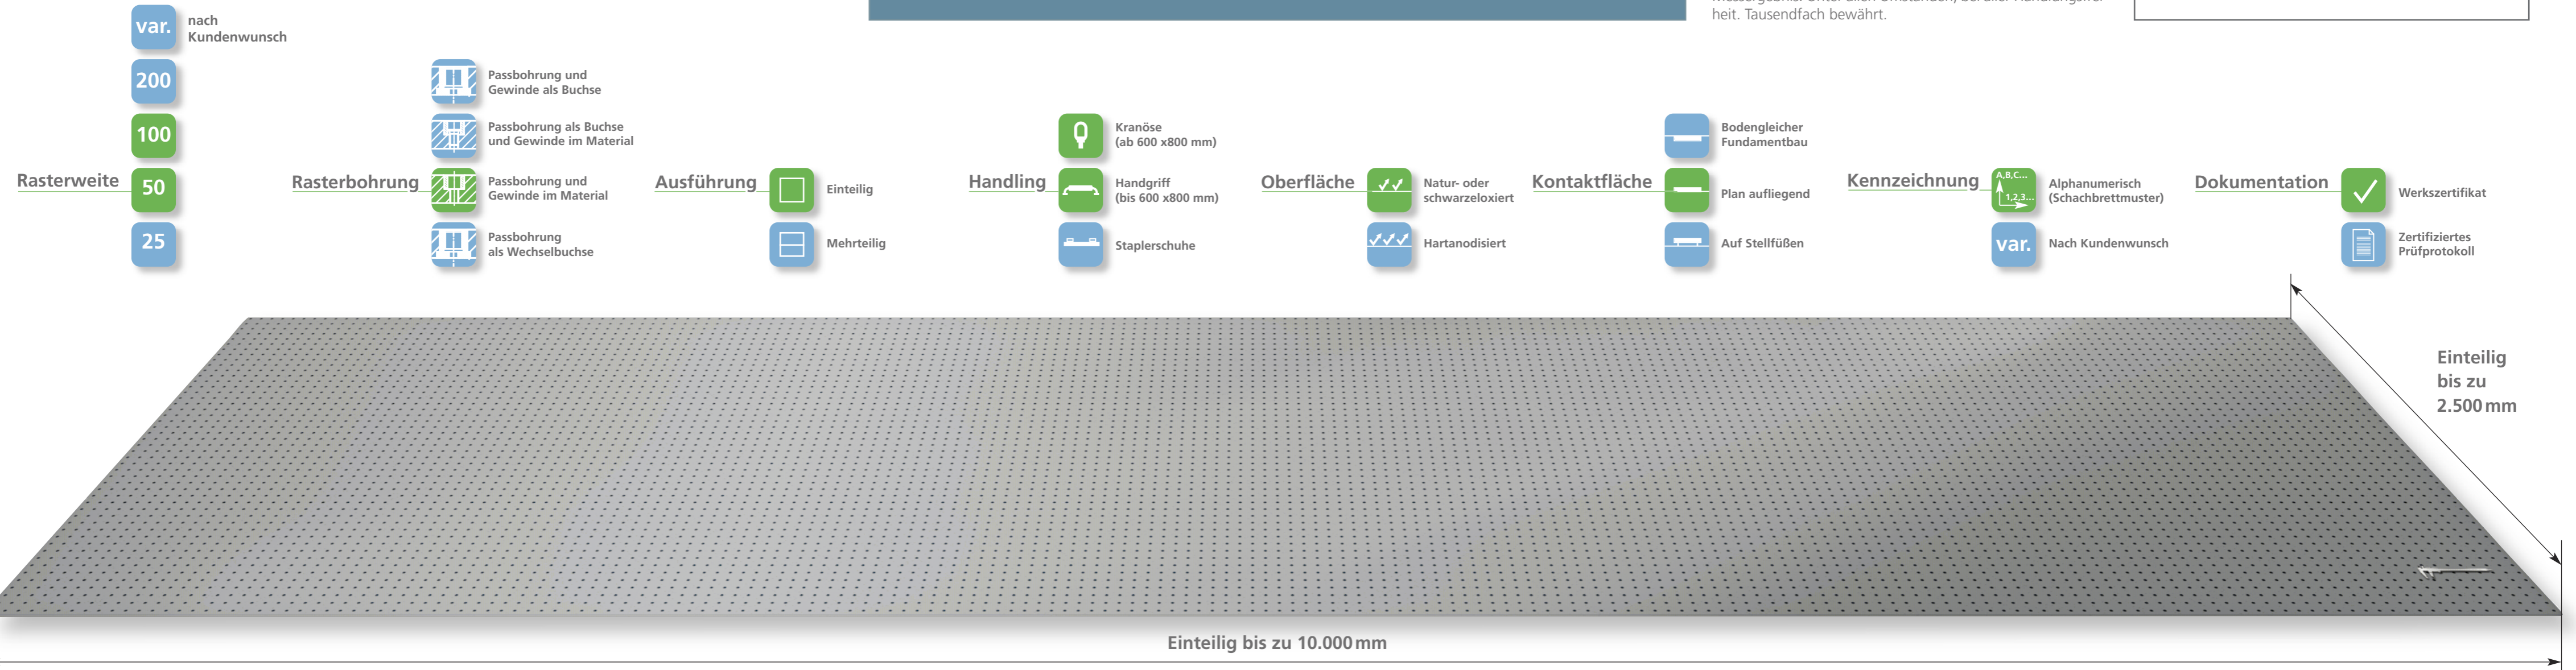 heit. Tausendfach bewährt.
var.
nach
Kundenwunsch
200
100
Rasterweite
50
25
Passbohrung und
Gewinde als Buchse
Passbohrung als Buchse
und Gewinde im Material
Rasterbohrung
Passbohrung und
Gewinde im Material
Passbohrung
als Wechselbuchse
Ausführung
Einteilig
Mehrteilig
Kranöse
(ab 600 x800 mm)
Handling
Handgriff
(bis 600 x800 mm)
Staplerschuhe
Oberfläche
Natur- oder
schwarzeloxiert
Hartanodisiert
Bodengleicher
Fundamentbau
Kontaktfläche
Plan aufliegend
Auf Stellfüßen
Kennzeichnung
A,B,C...
1,2,3...
Alphanumerisch
(Schachbrettmuster)
var.
Nach Kundenwunsch
Dokumentation
Werkszertifikat
Zertifiziertes
Prüfprotokoll
Einteilig
bis zu
2.500 mm
Einteilig bis zu 10.000 mm